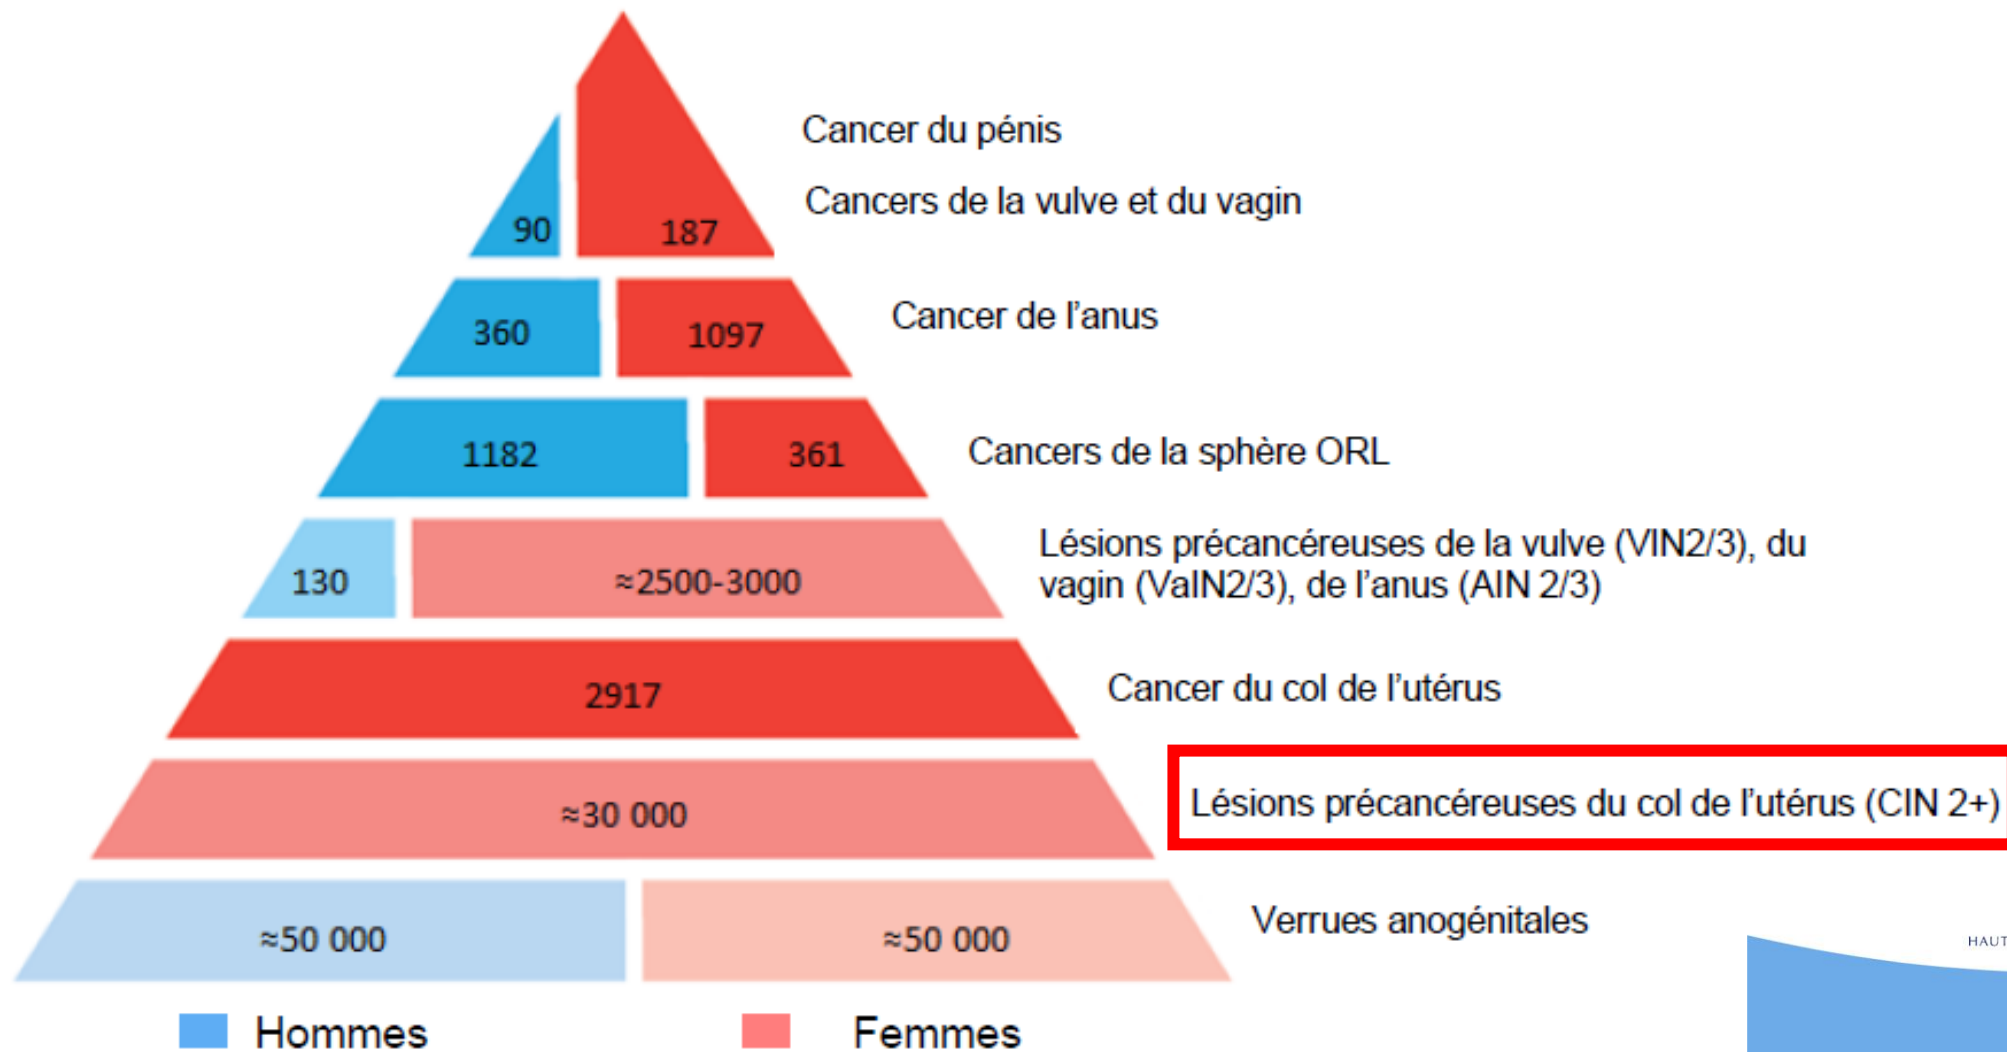 Cancer du pénis
Cancers de la vulve et du vagin
90
187
Cancer de l'anus
360
1097
1182
361
Cancers de la sphère ORL
Lésions précancéreuses de la vulve (VIN2/3), du
vagin (VaIN2/3), de l'anus (AIN 2/3)
130
≈2500-3000
2917
Cancer du col de l'utérus
≈30 000
Lésions précancéreuses du col de l'utérus (CIN 2+)
≈50 000
≈50 000
Verrues anogénitales
HAUT
Hommes
Femmes